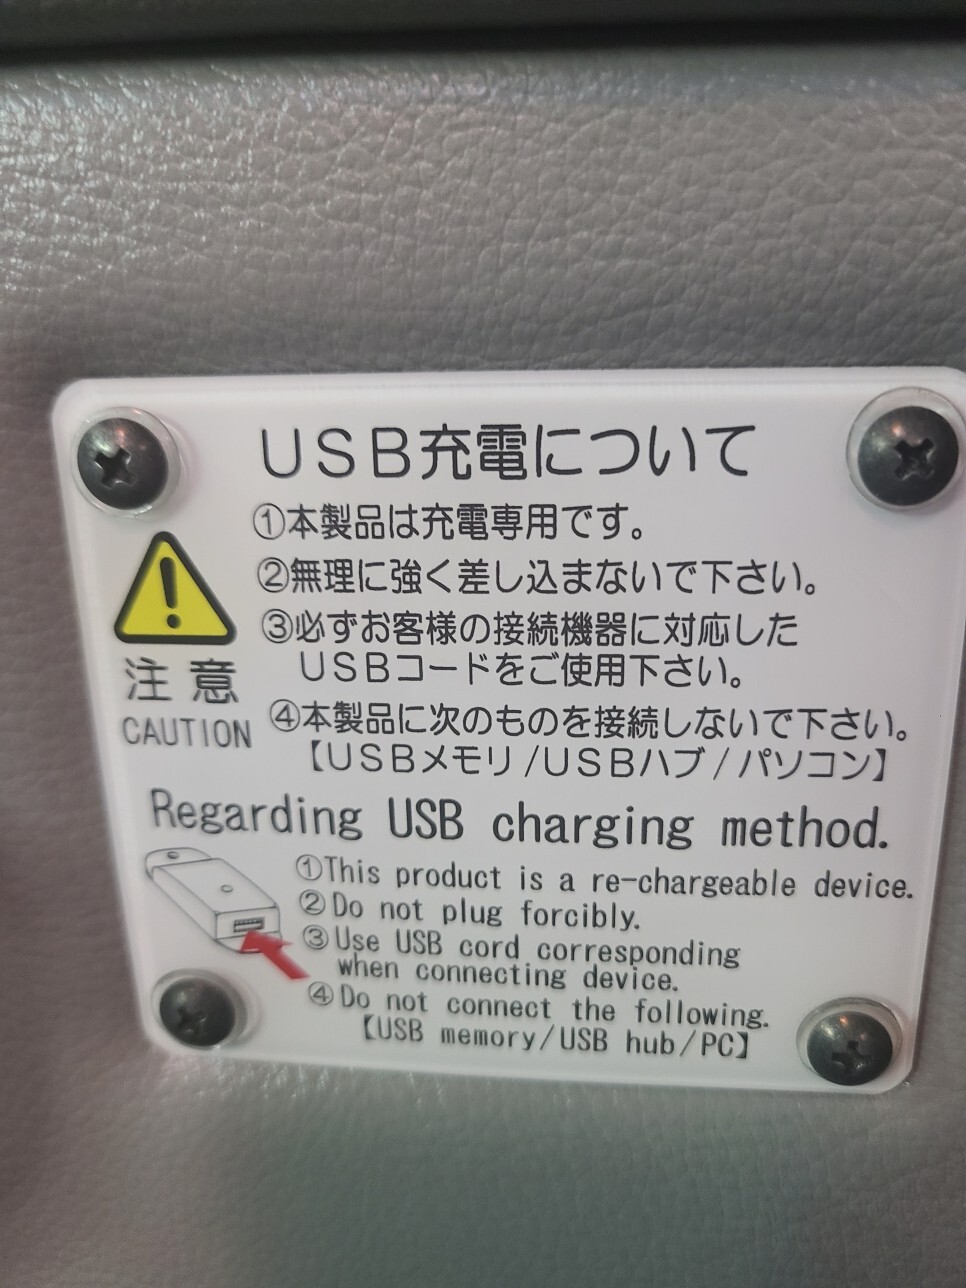 USB充電について
①本製品は充電専用です。
②無理に強く差し込まないで下さい。
③必ずお客様の接続機器に対応した
USBコードをご使用下さい。
④本製品に次のものを接続しないで下さい。
【USBメモリ/USBハブ/パソコン】
注意
CAUTION
Regarding USB charging method.
①This product is a re-chargeable device.
②Do not plug forcibly.
③Use USB cord corresponding
when connecting device.
④Do not connect the following.
【USB memory/USB hub/PC】